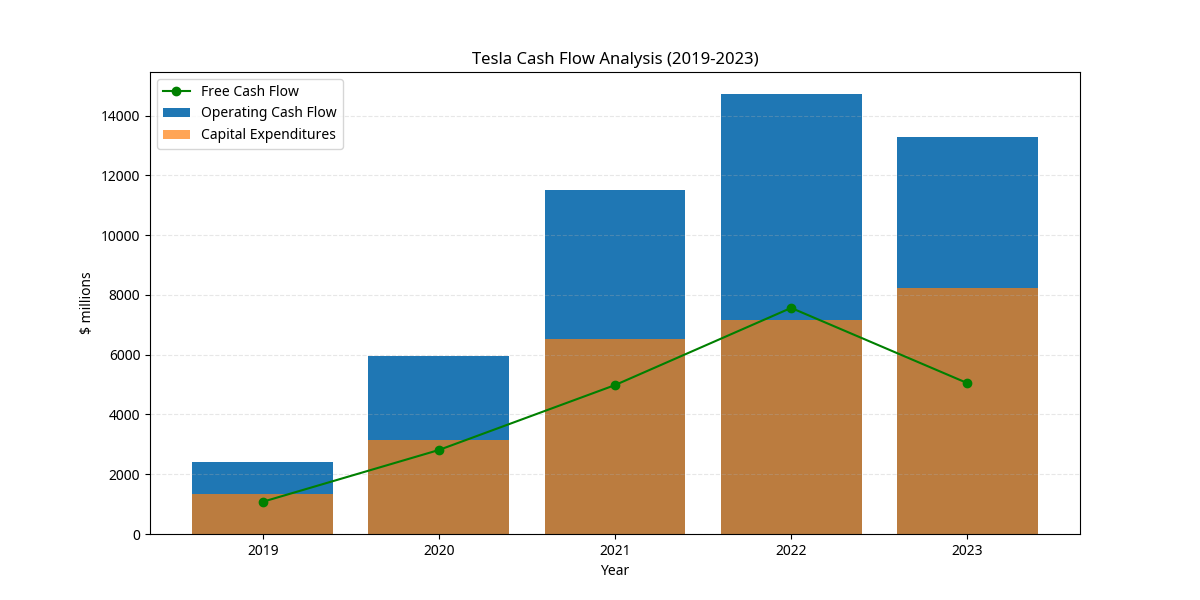 Tesla Cash Flow Analysis (2019-2023)
Free Cash Flow
Operating Cash Flow
Capital Expenditures
14000
12000
10000
8000
6000
4000
2000
0
$ millions
2019 2020 2021 2022 2023
Year